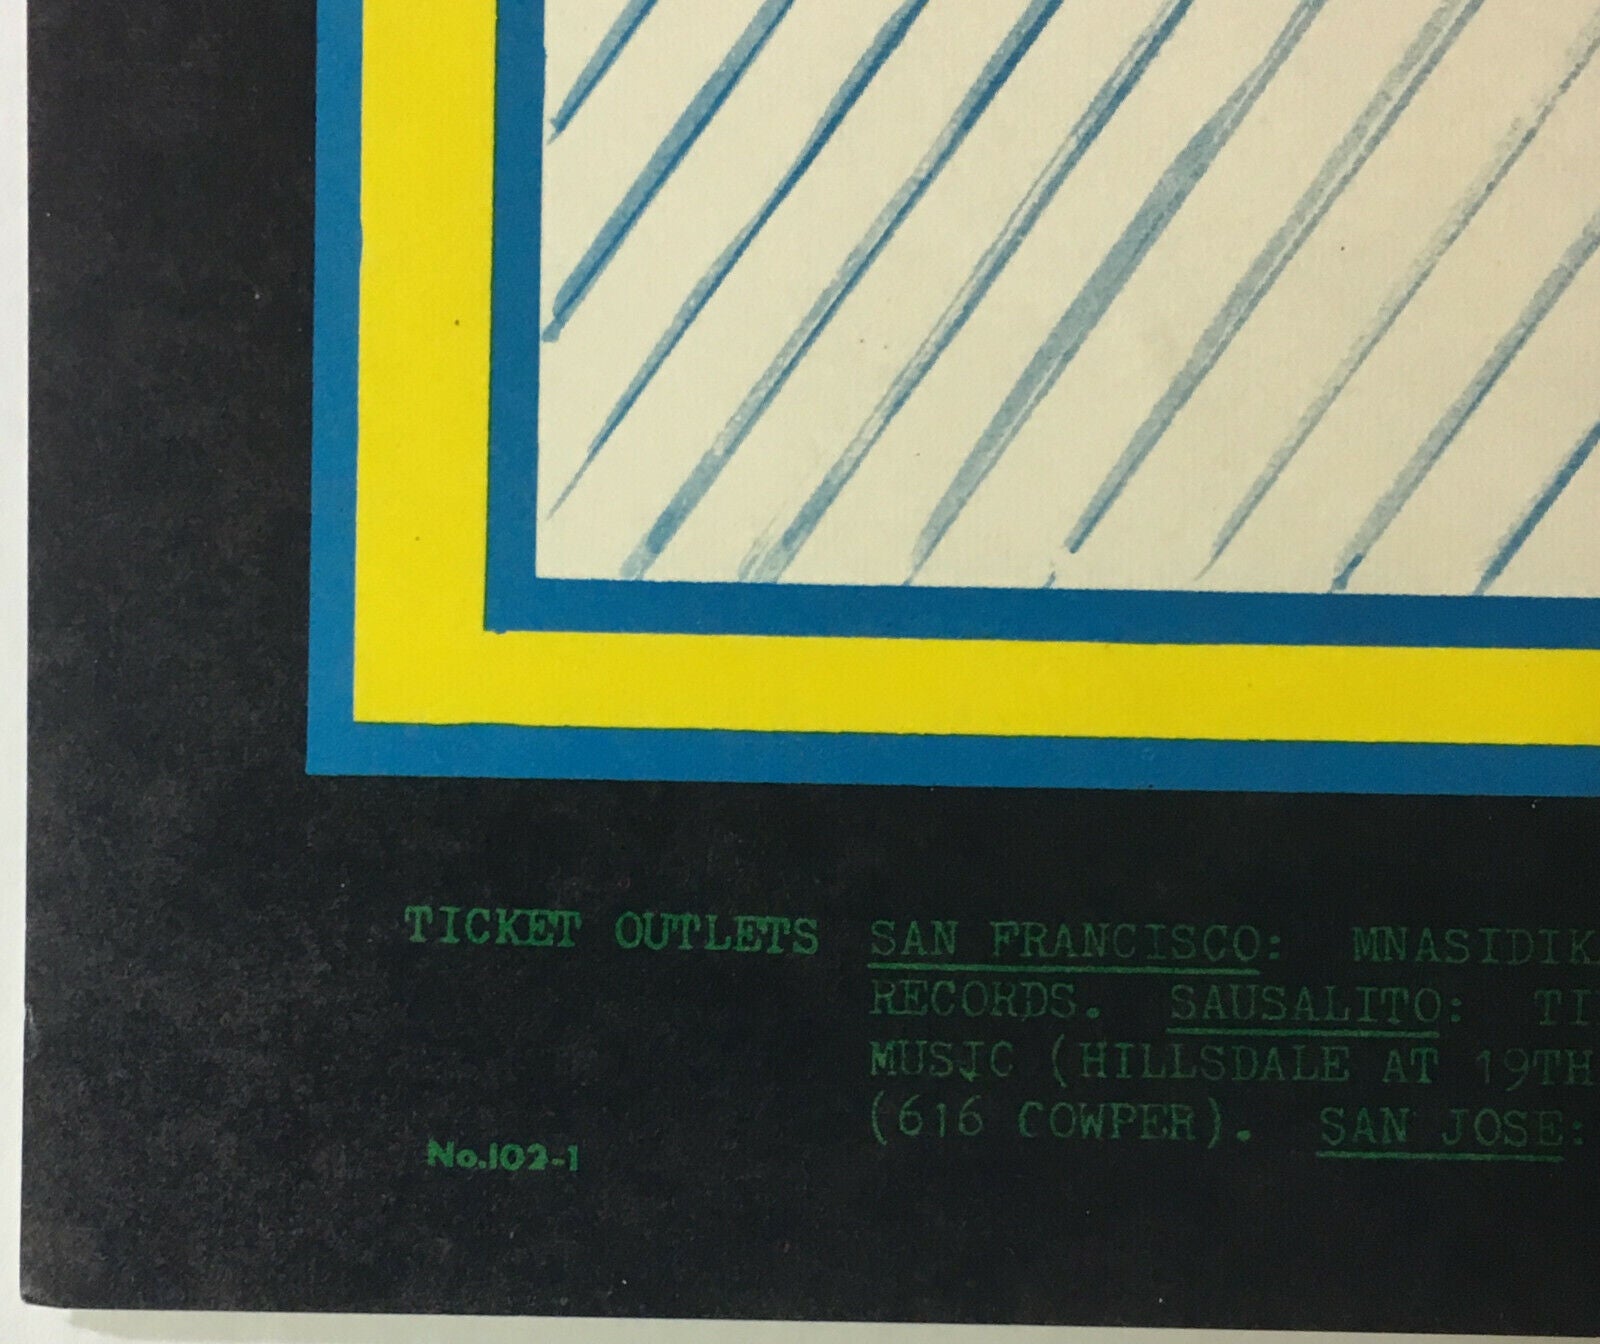 TICKET OUTLETS SAN FRANCISCO: MNASIDIK
RECORDS. SAUSALITO: TI
MUSIC (HILLSDALE AT 19TH
(616 COWPER). SAN JOSE:
No.102-1